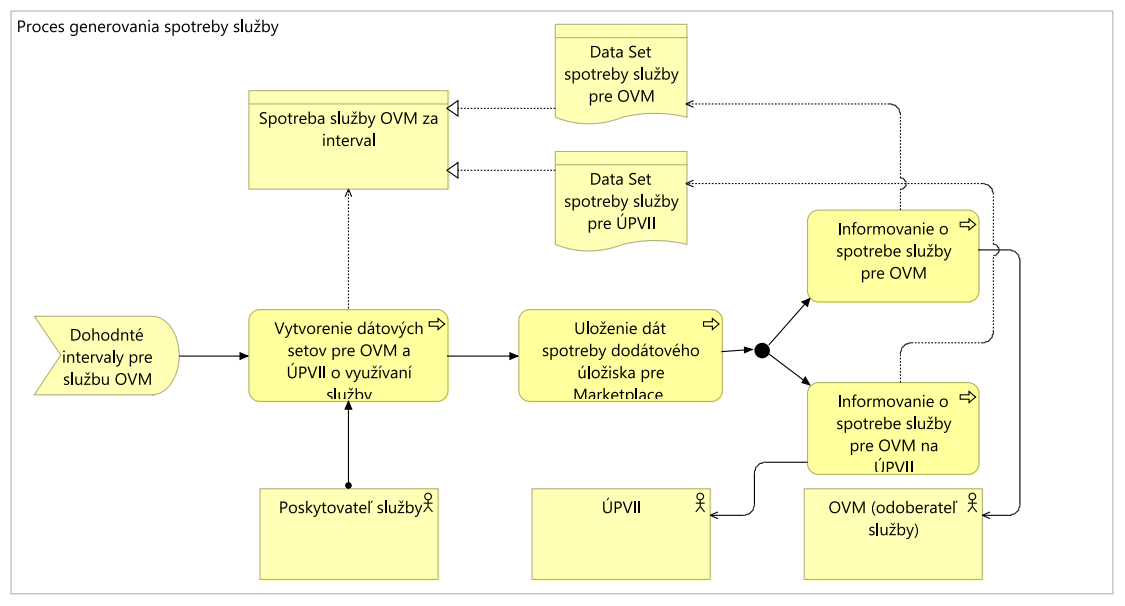 Proces generovania spotreby služby
Data Set
spotreby služby
pre OVM
Spotreba služby OVM za
interval
Data Set
spotreby služby
pre ÚPVII
Informovanie o
spotrebe služby
pre OVM
Dohodnté
intervaly pre
službu OVM
Vytvorenie dátových
setov pre OVM a
ÚPVII o využívaní
služby
Uloženie dát
spotreby dodátového
úložiska pre
Marketplace
Informovanie o
spotrebe služby
pre OVM na
ÚPVII
Poskytovateľ služby
ÚPVII
OVM (odoberateľ
služby)